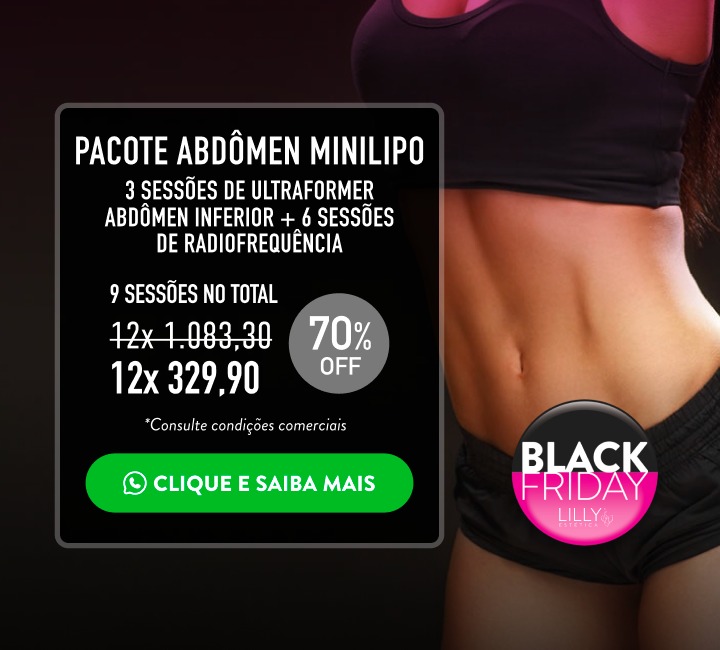 PACOTE ABDÔMEN MINILIPO
3 SESSÕES DE ULTRAFORMER
ABDÔMEN INFERIOR + 6 SESSÕES
DE RADIOFREQUÊNCIA
9 SESSÕES NO TOTAL
12x 1.083,30
12x 329,90
70%
OFF
*Consulte condições comerciais
CLIQUE E SAIBA MAIS
BLACK
FRIDAY
LILLY
ESTÉTICA